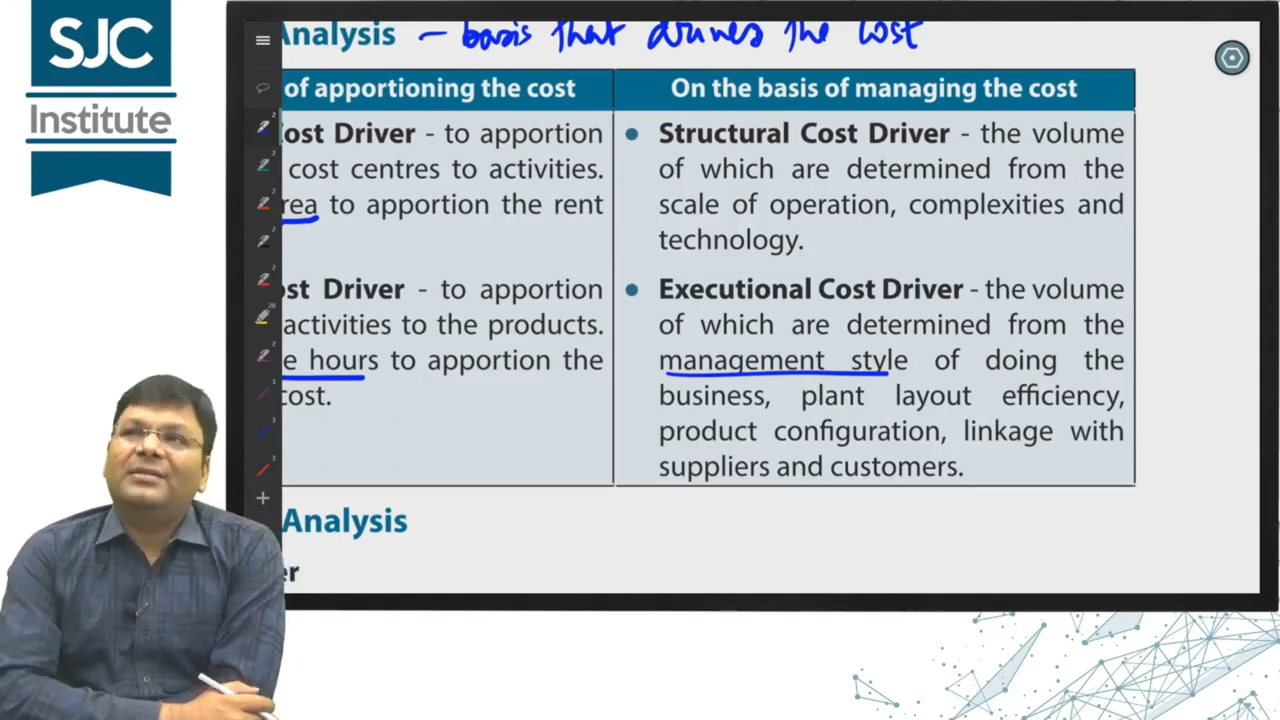 SJC
Institute
Analysis - basis that drives the cost
of apportioning the cost
On the basis of managing the cost
ost Driver - to apportion
cost centres to activities.
rea to apportion the rent
ost Driver - to apportion
activities to the products.
e hours to apportion the
cost.
• Structural Cost Driver - the volume
of which are determined from the
scale of operation, complexities and
technology.
• Executional Cost Driver - the volume
of which are determined from the
management style of doing the
business, plant layout efficiency,
product configuration, linkage with
suppliers and customers.
Analysis
er